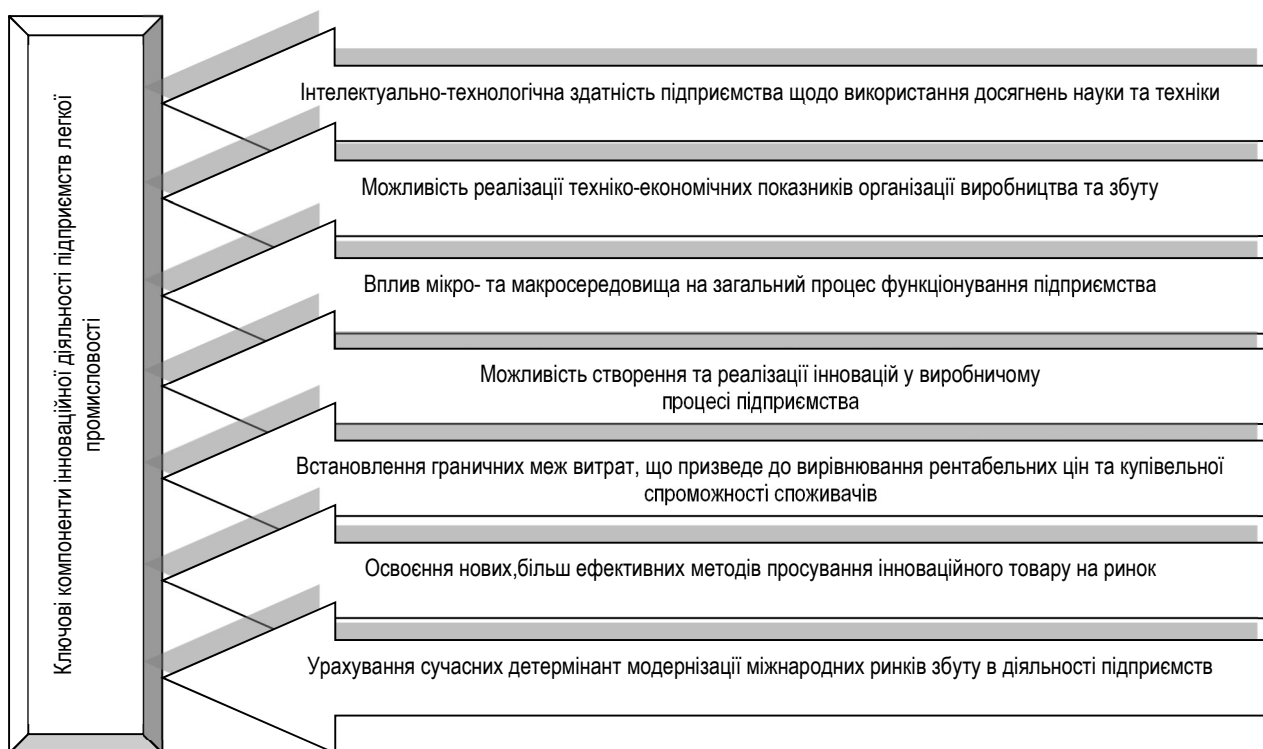 Ключові компоненти інноваційної діяльності підприємств легкої
промисловості
Інтелектуально-технологічна здатність підприємства щодо використання досягнень науки та техніки
Можливість реалізації техніко-економічних показників організації виробництва та збуту
Вплив мікро- та макросередовища на загальний процес функціонування підприємства
Можливість створення та реалізації інновацій у виробничому
процесі підприємства
Встановлення граничних меж витрат, що призведе до вирівнювання рентабельних цін та купівельної
спроможності споживачів
Освоєння нових,більш ефективних методів просування інноваційного товару на ринок
Урахування сучасних детермінант модернізації міжнародних ринків збуту в діяльності підприємств